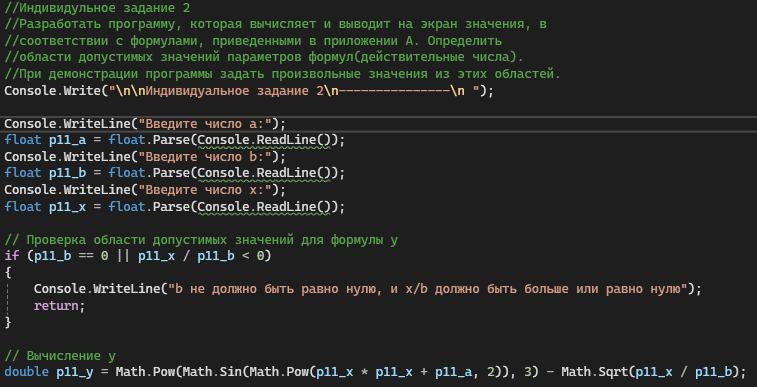 //Индивидульное задание 2
//Разработать программу, которая вычисляет и выводит на экран значения, в
//соответствии с формулами, приведенными в приложении А. Определить
//области допустимых значений параметров формул(действительные числа).
//При демонстрации программы задать произвольные значения из этих областей.
Console.Write("\n\nИндивидуальное задание 2\n---------------\n ");
Console.WriteLine("Введите число a:");
float p11_a = float.Parse(Console.ReadLine());
Console.WriteLine("Введите число b:");
float p11_b = float.Parse(Console.ReadLine());
Console.WriteLine("Введите число x:");
float p11_x = float.Parse(Console.ReadLine());
// Проверка области допустимых значений для формулы y
if (p11_b == 0 || p11_x / p11_b < 0)
{
Console.WriteLine("b не должно быть равно нулю, и x/b должно быть больше или равно нулю");
return;
}
// Вычисление y
double p11_y = Math.Pow(Math.Sin(Math.Pow(p11_x * p11_x + p11_a, 2)), 3) - Math.Sqrt(p11_x / p11_b);